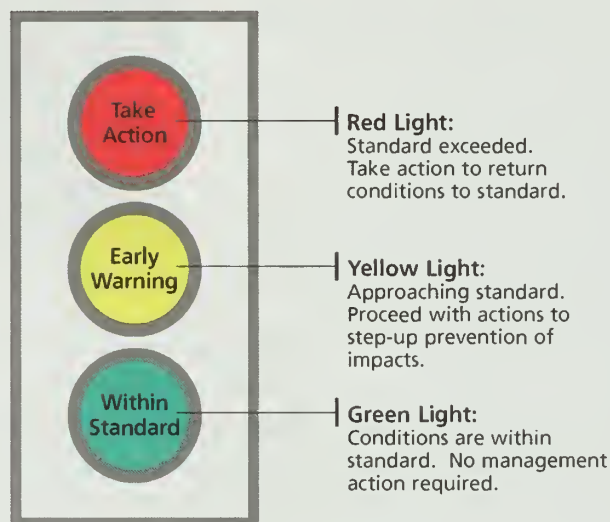 Take
Action
Red Light:
Standard exceeded.
Take action to return
conditions to standard.
Early
Warning
Yellow Light:
Approaching standard.
Proceed with actions to
step-up prevention of
impacts.
Within
Standard
Green Light:
Conditions are within
standard. No management
action required.